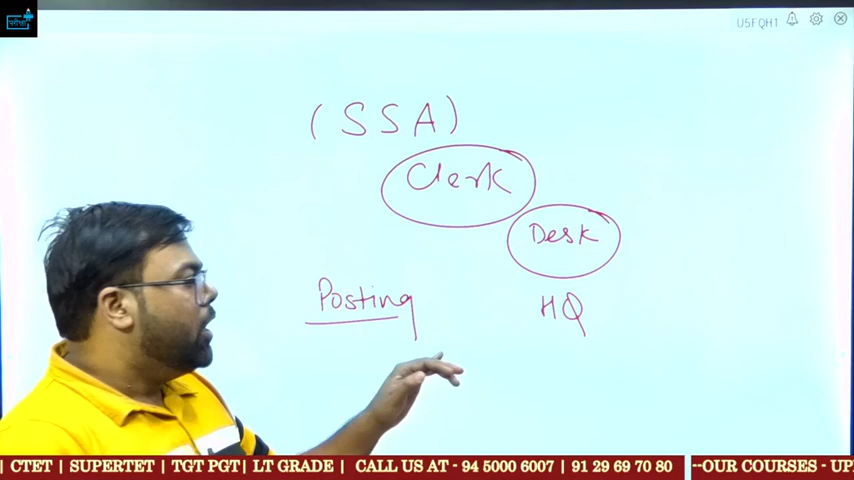 परीक्षा
U5FQH1
(SSA)
Clerk
Desk
Posting
HQ
| CTET | SUPERTET | TGT PGT| LT GRADE | CALL US AT - 94 5000 6007 | 91 29 69 70 80 --OUR COURSES - UP